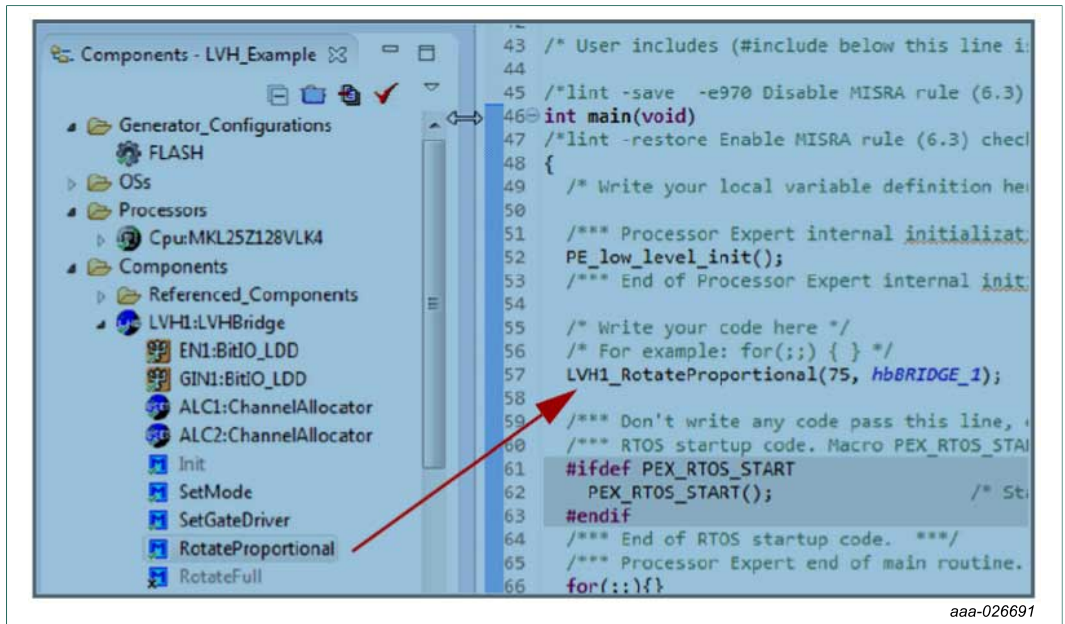 Components - LVH_Example
Generator_Configurations
FLASH
OSs
Processors
Cpu:MKL25Z128VLK4
Components
Referenced_Components
LVH1:LVHBridge
EN1:BitIO_LDD
GIN1:BitIO_LDD
ALC1:ChannelAllocator
ALC2:ChannelAllocator
Init
SetMode
SetGateDriver
RotateProportional
RotateFull
43 /* User includes (#include below this line i
44
45 /*lint -save -e970 Disable MISRA rule (6.3)
46 int main(void)
47 /*lint -restore Enable MISRA rule (6.3) chec
48 {
49 /* Write your local variable definition he
50
51 /*** Processor Expert internal initializat
52 PE_low_level_init();
53 /*** End of Processor Expert internal init
54
55 /* Write your code here */
56 /* For example: for(;;) { } */
57 LVH1_RotateProportional(75, hbBRIDGE_1);
58
59 /*** Don't write any code pass this line,
60 /*** RTOS startup code. Macro PEX_RTOS_STA
61 #ifdef PEX_RTOS_START
62 PEX_RTOS_START(); /* Sta
63 #endif
64 /*** End of RTOS startup code. ***/
65 /*** Processor Expert end of main routine.
66 for(;;){}
aaa-026691